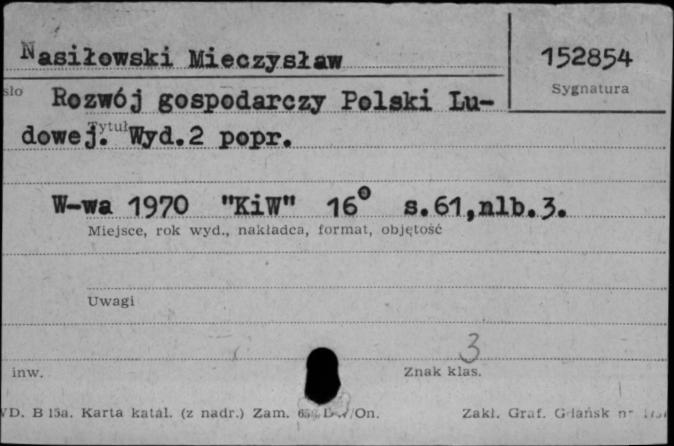 Nasiłowski Mieczysław
152854
Sygnatura
sło
Rozwój gospodarczy Polski Lu-
dowej. Wyd.2 popr.
Tytuł
W-wa 1970 "KiW" 16° s.61,nlb.3.
Miejsce, rok wyd., nakładca, format, objętość
Uwagi
3
inw.
Znak klas.
D. B 15a. Karta katal. (z nadr.) Zam. /On.
Zakł. Graf. Gdańsk